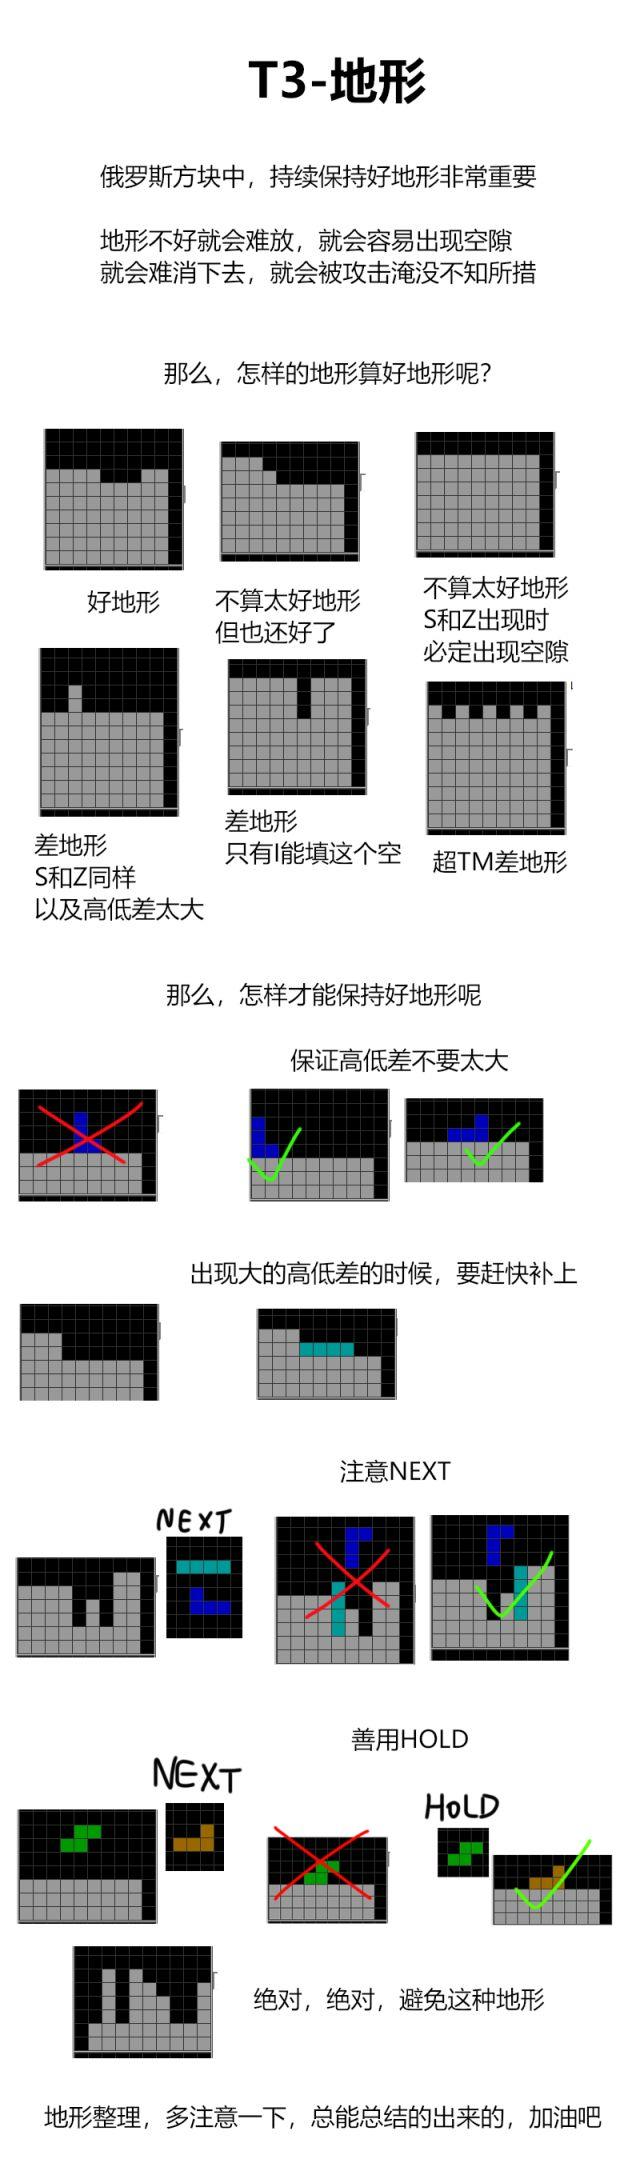 T3-地形
俄罗斯方块中，持续保持好地形非常重要
地形不好就会难放，就会容易出现空隙
就会难消下去，就会被攻击淹没不知所措
那么，怎样的地形算好地形呢？
好地形
不算太好地形
但也还好了
不算太好地形
S和Z出现时
必定出现空隙
差地形
S和Z同样
以及高低差太大
差地形
只有I能填这个空
超TM差地形
那么，怎样才能保持好地形呢
保证高低差不要太大
出现大的高低差的时候，要赶快补上
注意NEXT
NEXT
善用HOLD
NEXT
HOLD
绝对，绝对，避免这种地形
地形整理，多注意一下，总能总结的出来的，加油吧